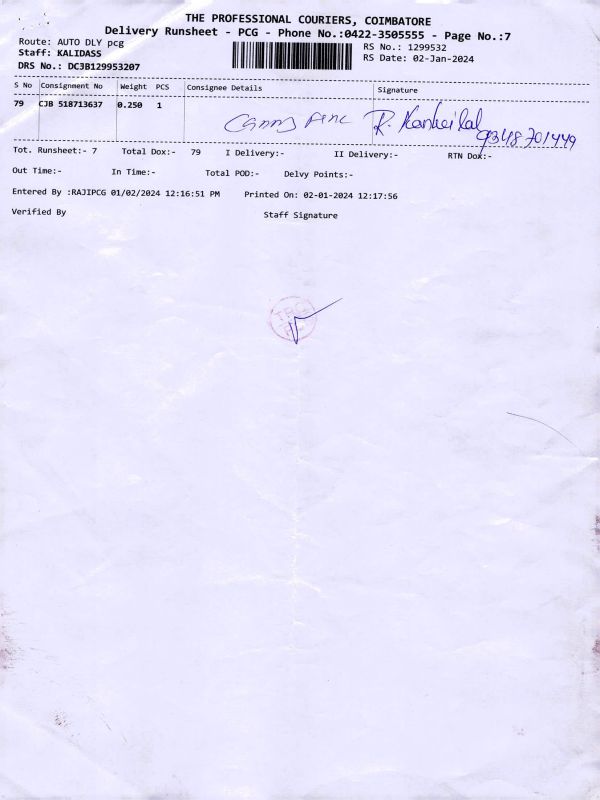 THE PROFESSIONAL COURIERS, COIMBATORE
Delivery Runsheet - PCG - Phone No.:0422-3505555 - Page No.:7
Route: AUTO DLY pcg
RS No.: 1299532
Staff: KALIDASS
RS Date: 02-Jan-2024
DRS No.: DC3B129953207
S No Consignment No Weight PCS Consignee Details Signature
79 CJB 518713637 0.250 1
R. 9348701449
Tot. Runsheet:- 7 Total Dox:- 79 I Delivery:- II Delivery:- RTN Dox:-
Out Time:- In Time:- Total POD:- Delvy Points:-
Entered By :RAJIPCG 01/02/2024 12:16:51 PM Printed On: 02-01-2024 12:17:56
Verified By Staff Signature